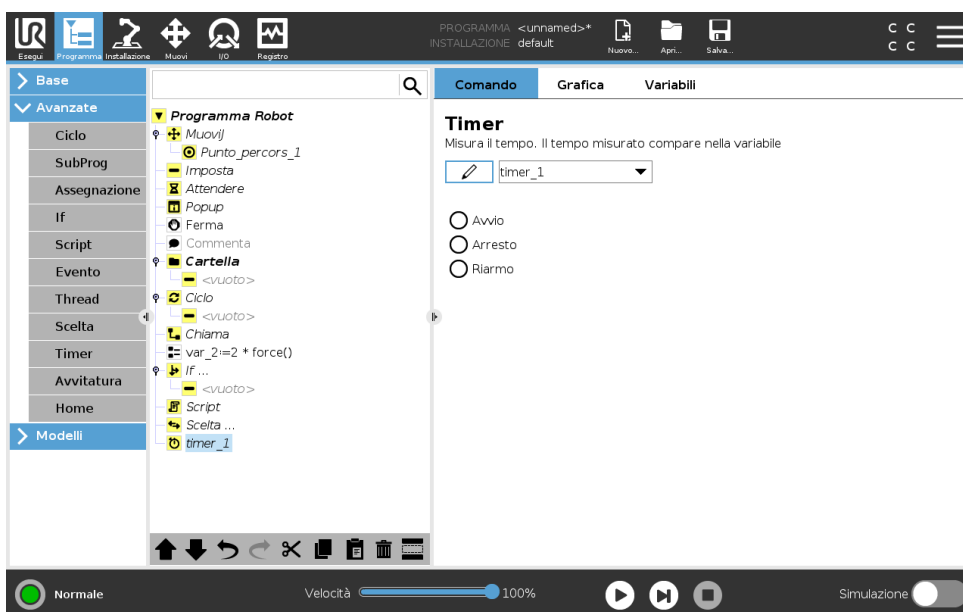 UR
PROGRAMMA <unnamed>*
INSTALLAZIONE default
Esegui Programma Installazione Muovi I/O Registro Nuovo... Apri... Salva...
C C
C C
Base
Avanzate
Ciclo
SubProg
Assegnazione
If
Script
Evento
Thread
Scelta
Timer
Avvitatura
Home
Modelli
Programma Robot
MuoviJ
Punto_percors_1
Imposta
Attendere
Popup
Ferma
Commenta
Cartella
<vuoto>
Ciclo
<vuoto>
Chiama
var_2:=2 * force()
If ...
<vuoto>
Script
Scelta ...
timer_1
Comando Grafica Variabili
Timer
Misura il tempo. Il tempo misurato compare nella variabile
timer_1
Avvio
Arresto
Riarmo
Normale Velocità 100% Simulazione